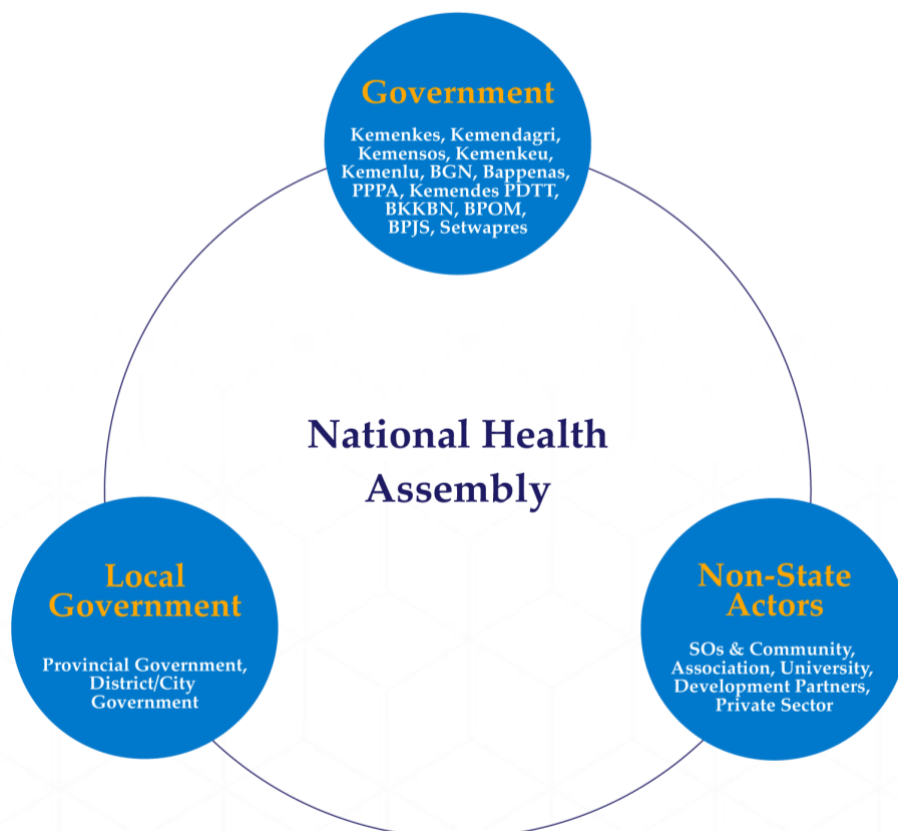 Government
Kemenkes, Kemendagri,
Kemensos, Kemenkeu,
Kemenlu, BGN, Bappenas,
PPPA, Kemendes PDTT,
BKKBN, BPOM,
BPJS, Setwapres
National Health
Assembly
Local
Government
Provincial Government,
District/City
Government
Non-State
Actors
SOs & Community,
Association, University,
Development Partners,
Private Sector